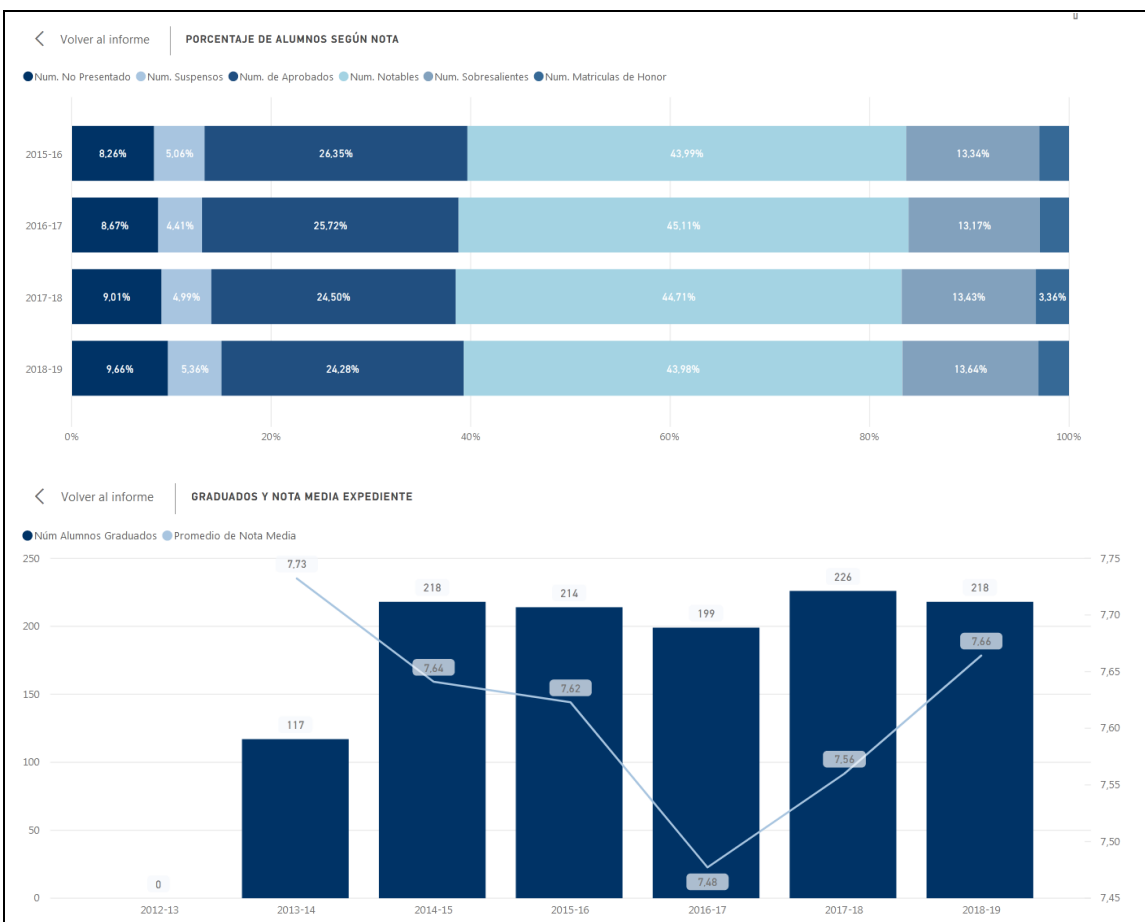 Volver al informe PORCENTAJE DE ALUMNOS SEGÚN NOTA
Num. No Presentado Num. Suspensos Num. de Aprobados Num. Notables Num. Sobresalientes Num. Matriculas de Honor
2015-16 8,26% 5,06% 26,35% 43,99% 13,34%
2016-17 8,67% 4,41% 25,72% 45,11% 13,17%
2017-18 9,01% 4,99% 24,50% 44,71% 13,43% 3,36%
2018-19 9,66% 5,36% 24,28% 43,98% 13,64%
0% 20% 40% 60% 80% 100%
Volver al informe GRADUADOS Y NOTA MEDIA EXPEDIENTE
Núm Alumnos Graduados Promedio de Nota Media
250 7,75
7,73
226
218 218
214
7,70
199
200
7,66
7,64 7,65
7,62
150
117
7,60
100
7,56
7,55
50
7,50
7,48
0 0 7,45
2012-13 2013-14 2014-15 2015-16 2016-17 2017-18 2018-19